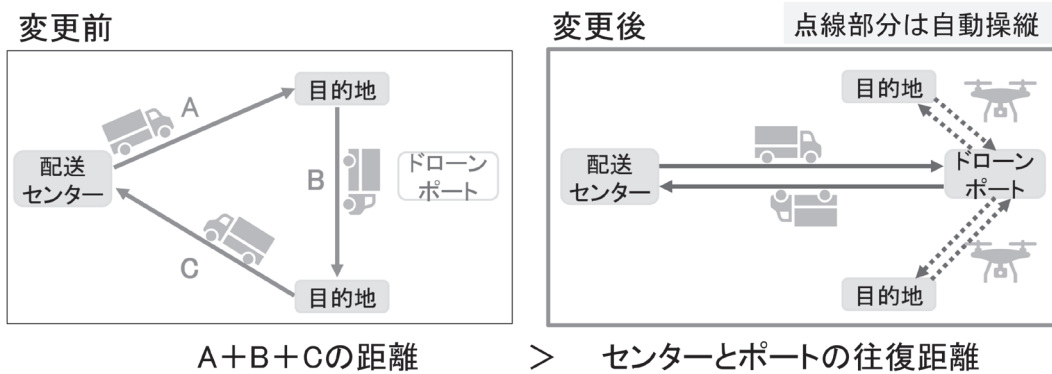 変更前
目的地
A
配送
センター
B
ドローン
ポート
C
目的地
変更後
点線部分は自動操縦
目的地
配送
センター
ドローン
ポート
目的地
A+B+Cの距離 > センターとポートの往復距離